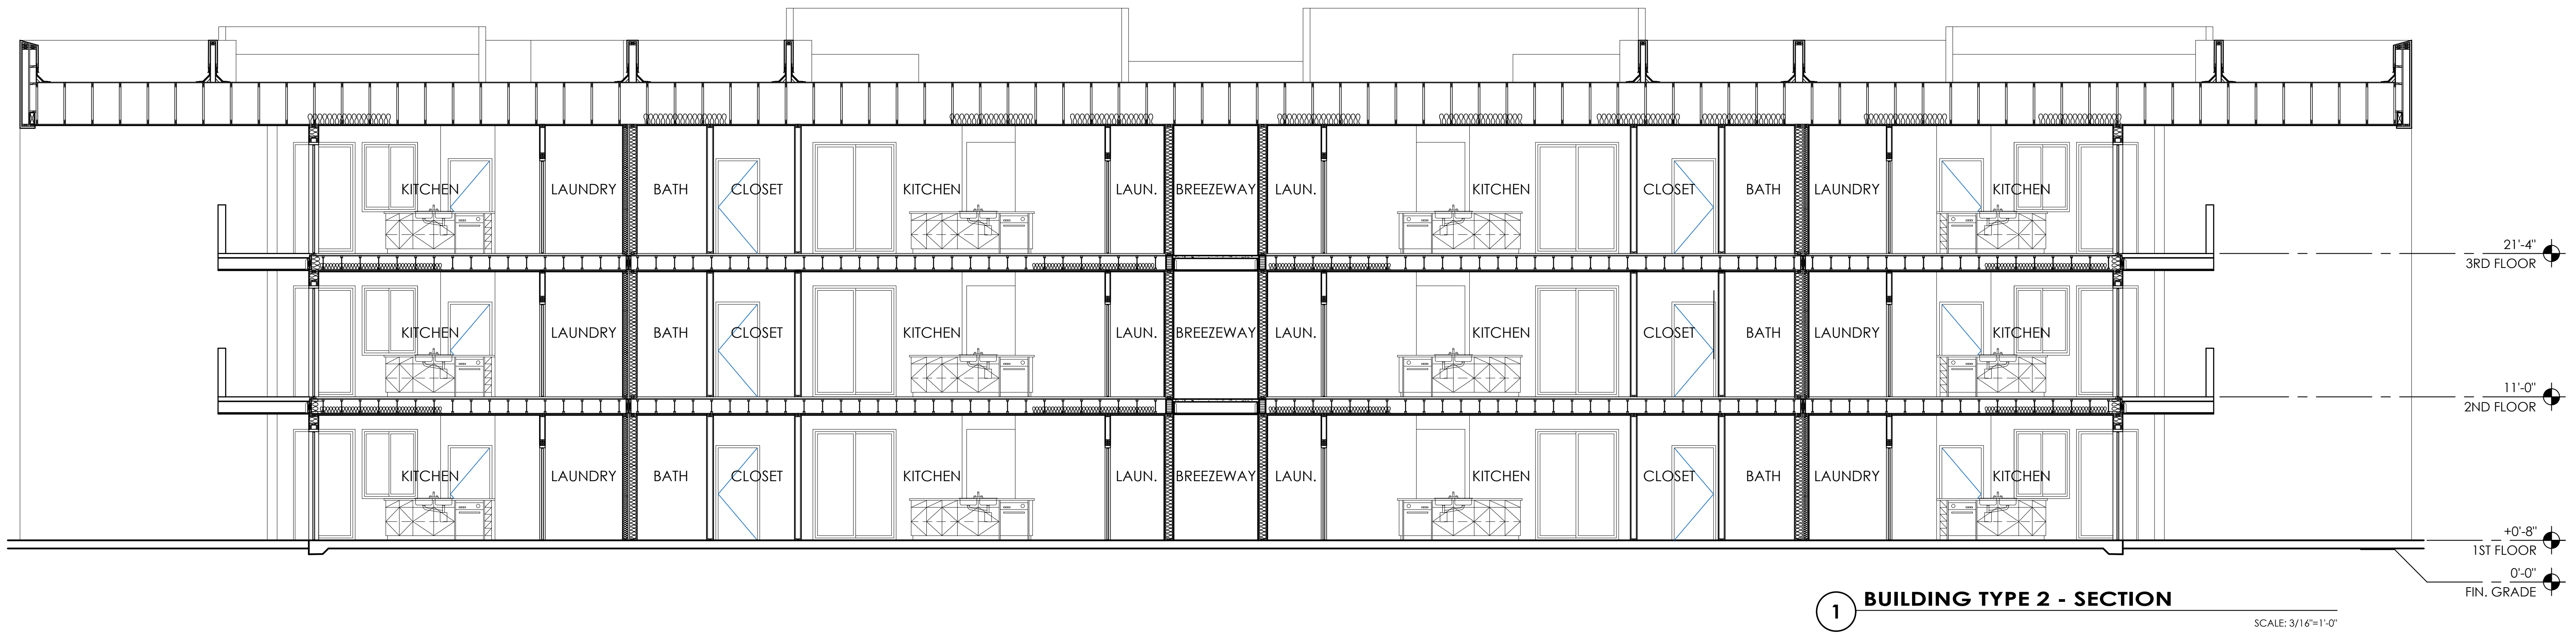 KITCHEN LAUNDRY BATH CLOSET KITCHEN LAUN. BREEZEWAY LAUN. KITCHEN CLOSET BATH LAUNDRY KITCHEN
21'-4"
3RD FLOOR
KITCHEN LAUNDRY BATH CLOSET KITCHEN LAUN. BREEZEWAY LAUN. KITCHEN CLOSET BATH LAUNDRY KITCHEN
11'-0"
2ND FLOOR
KITCHEN LAUNDRY BATH CLOSET KITCHEN LAUN. BREEZEWAY LAUN. KITCHEN CLOSET BATH LAUNDRY KITCHEN
+0'-8"
1ST FLOOR
0'-0"
FIN. GRADE
1 BUILDING TYPE 2 - SECTION
SCALE: 3/16"=1'-0"